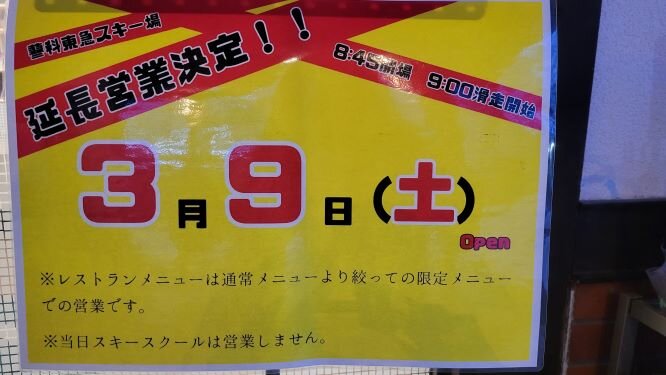 蓼科東急スキー場
延長営業決定!!
8:45開場 9:00滑走開始
3月9日(土)
Open
※レストランメニューは通常メニューより絞っての限定メニュー
での営業です。
※当日スキースクールは営業しません。